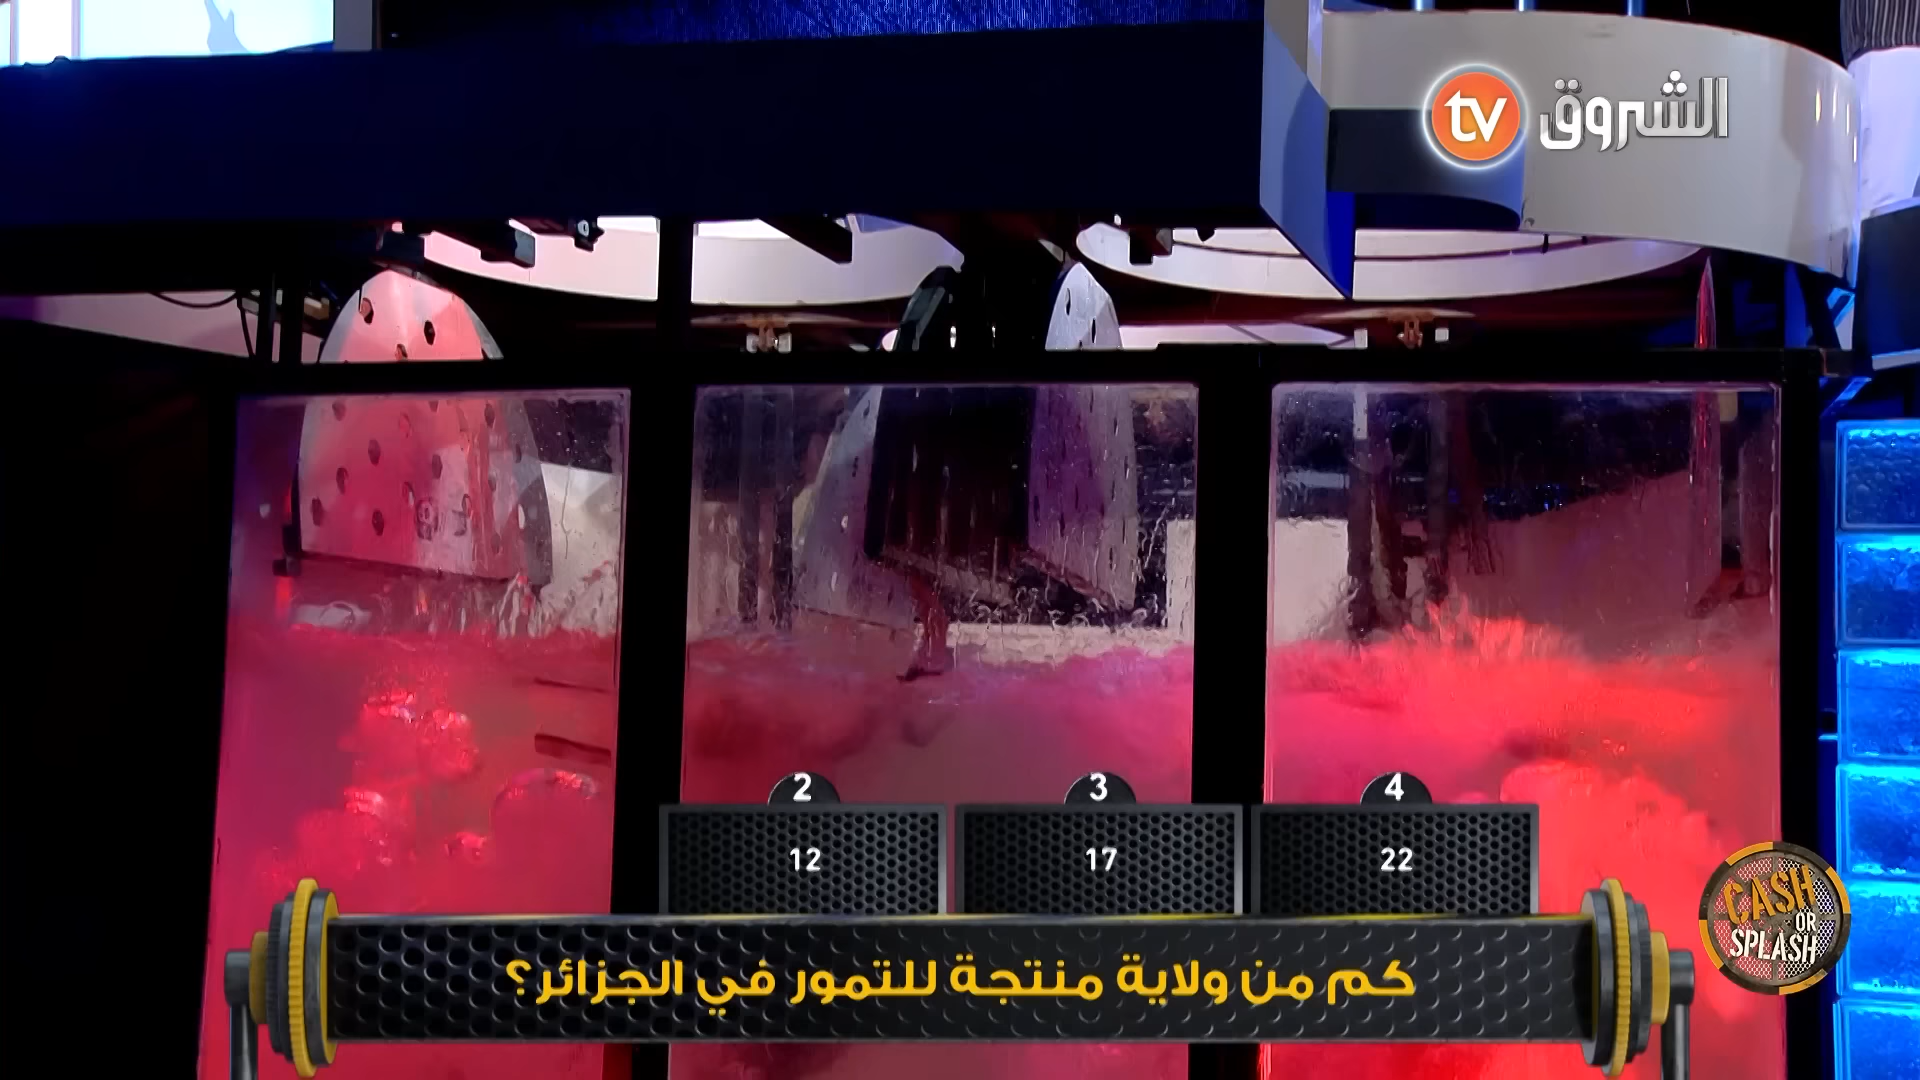 tv الشروق
2 3 4
12 17 22
CASH
OR
SPLASH
كم من ولاية منتجة للتمور في الجزائر؟